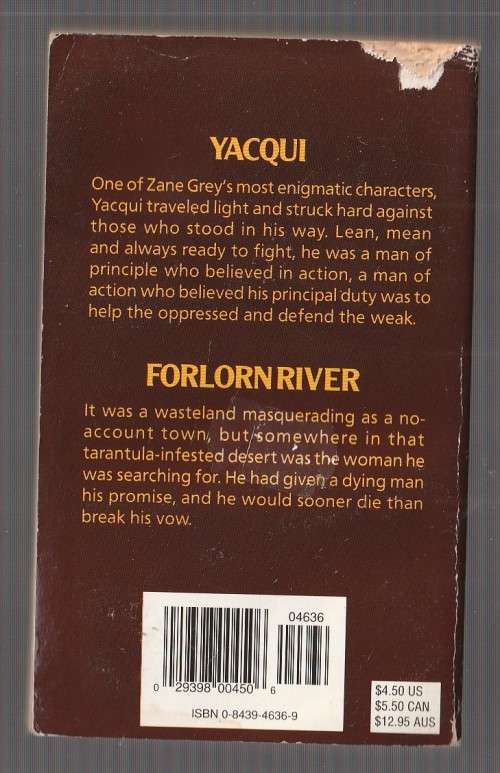 YACQUI
One of Zane Grey's most enigmatic characters,
Yacqui traveled light and struck hard against
those who stood in his way. Lean, mean
and always ready to fight, he was a man of
principle who believed in action, a man of
action who believed his principal duty was to
help the oppressed and defend the weak.
FORLORN RIVER
It was a wasteland masquerading as a no-
account town, but somewhere in that
tarantula-infested desert was the woman he
was searching for. He had given a dying man
his promise, and he would sooner die than
break his vow.
04636
0 29398 00450 6
ISBN 0-8439-4636-9
$4.50 US
$5.50 CAN
$12.95 AUS